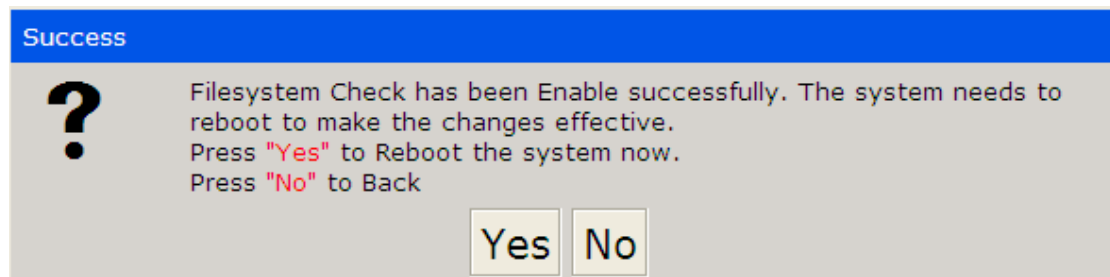 Success
Filesystem Check has been Enable successfully. The system needs to
reboot to make the changes effective.
Press "Yes" to Reboot the system now.
Press "No" to Back
Yes No